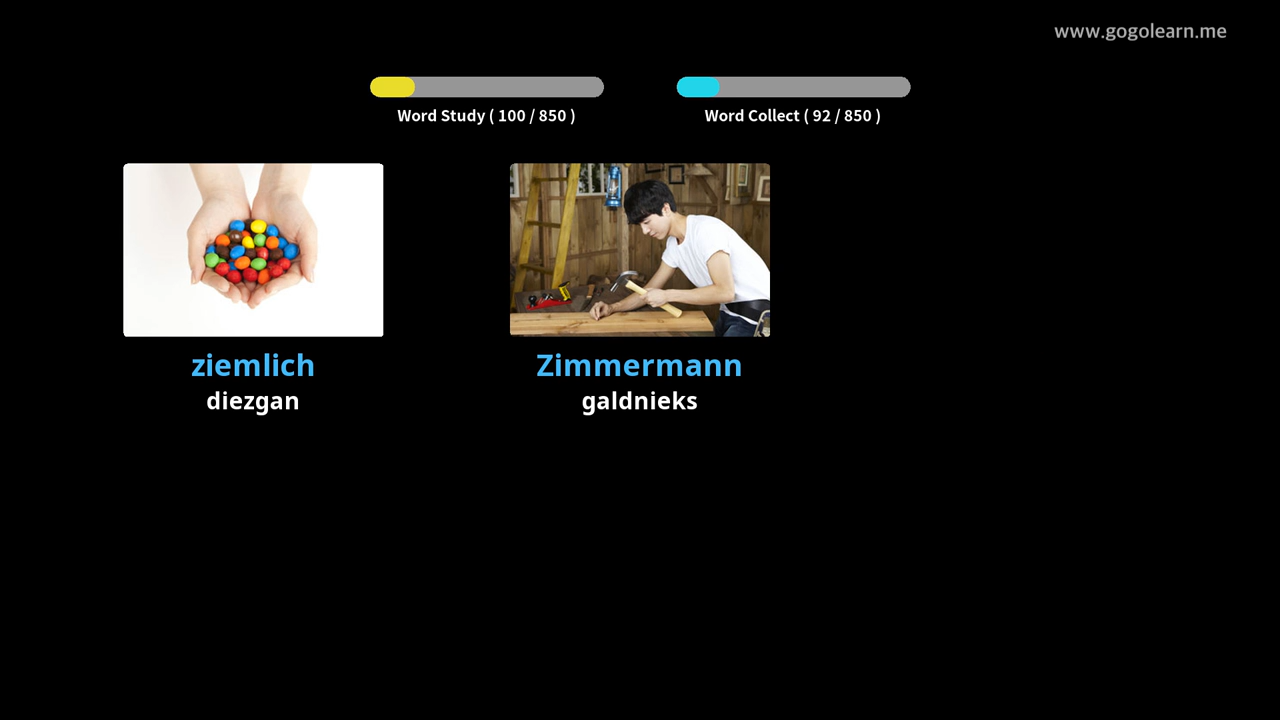 www.gogolearn.me
Word Study ( 100 / 850 )
Word Collect ( 92 / 850 )
ziemlich
diezgan
Zimmermann
galdnieks